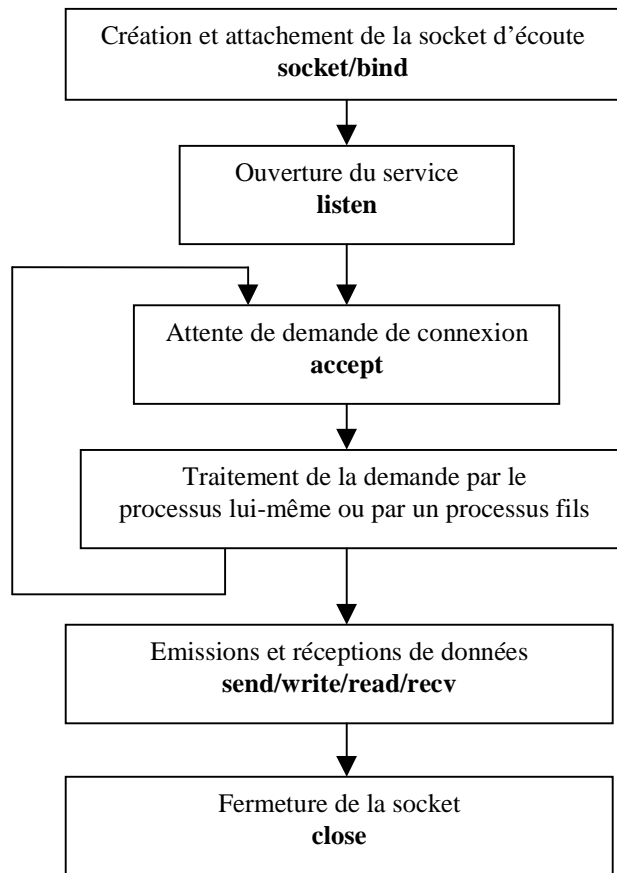 Création et attachement de la socket d’écoute
socket/bind
Ouverture du service
listen
Attente de demande de connexion
accept
Traitement de la demande par le
processus lui-même ou par un processus fils
Emissions et réceptions de données
send/write/read/recv
Fermeture de la socket
close